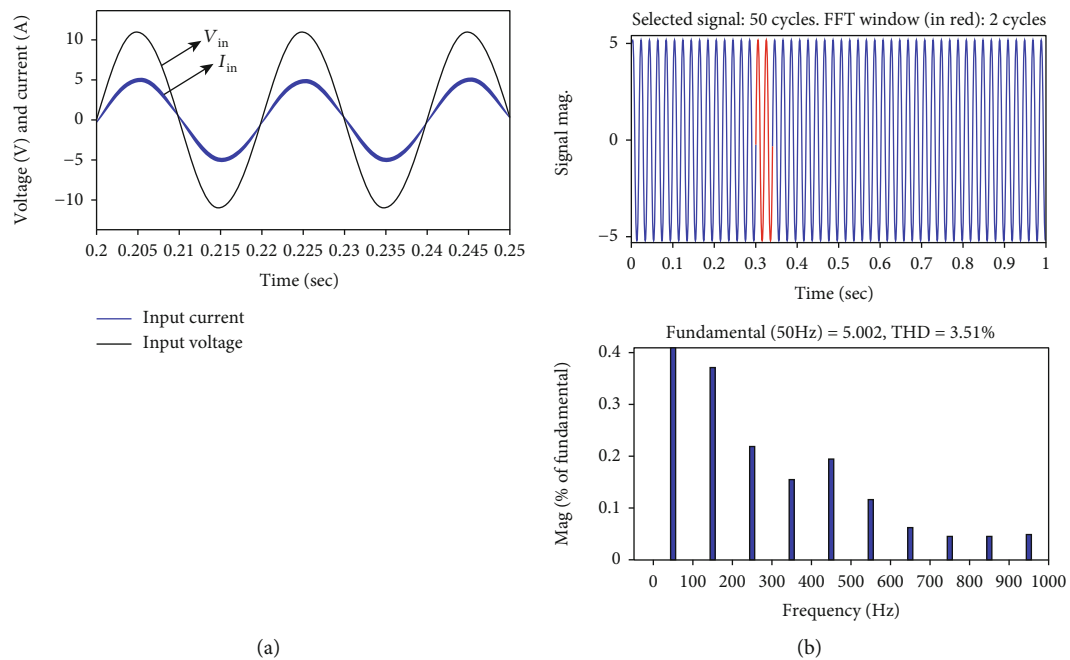 Voltage (V) and current (A)
10
5
0
−5
−10
V_in
I_in
0.2 0.205 0.21 0.215 0.22 0.225 0.23 0.235 0.24 0.245 0.25
Time (sec)
Input current
Input voltage
(a)
Selected signal: 50 cycles. FFT window (in red): 2 cycles
Signal mag.
5
0
−5
0 0.1 0.2 0.3 0.4 0.5 0.6 0.7 0.8 0.9 1
Time (sec)
Fundamental (50Hz) = 5.002, THD = 3.51%
Mag (% of fundamental)
0.4
0.3
0.2
0.1
0
0 100 200 300 400 500 600 700 800 900 1000
Frequency (Hz)
(b)